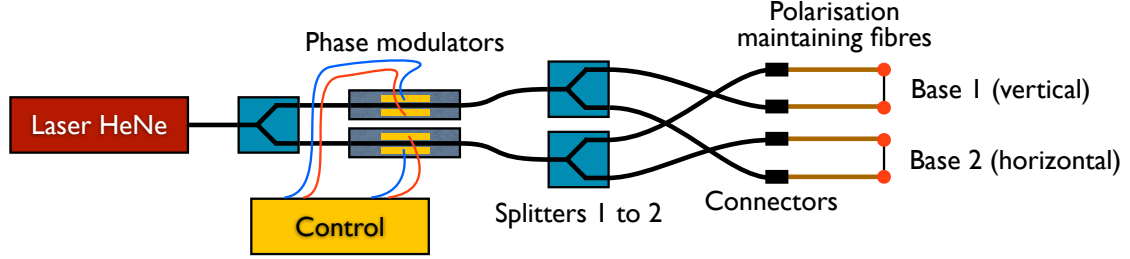 Polarisation
maintaining fibres
Phase modulators
Laser HeNe
Base 1 (vertical)
Base 2 (horizontal)
Connectors
Splitters 1 to 2
Control